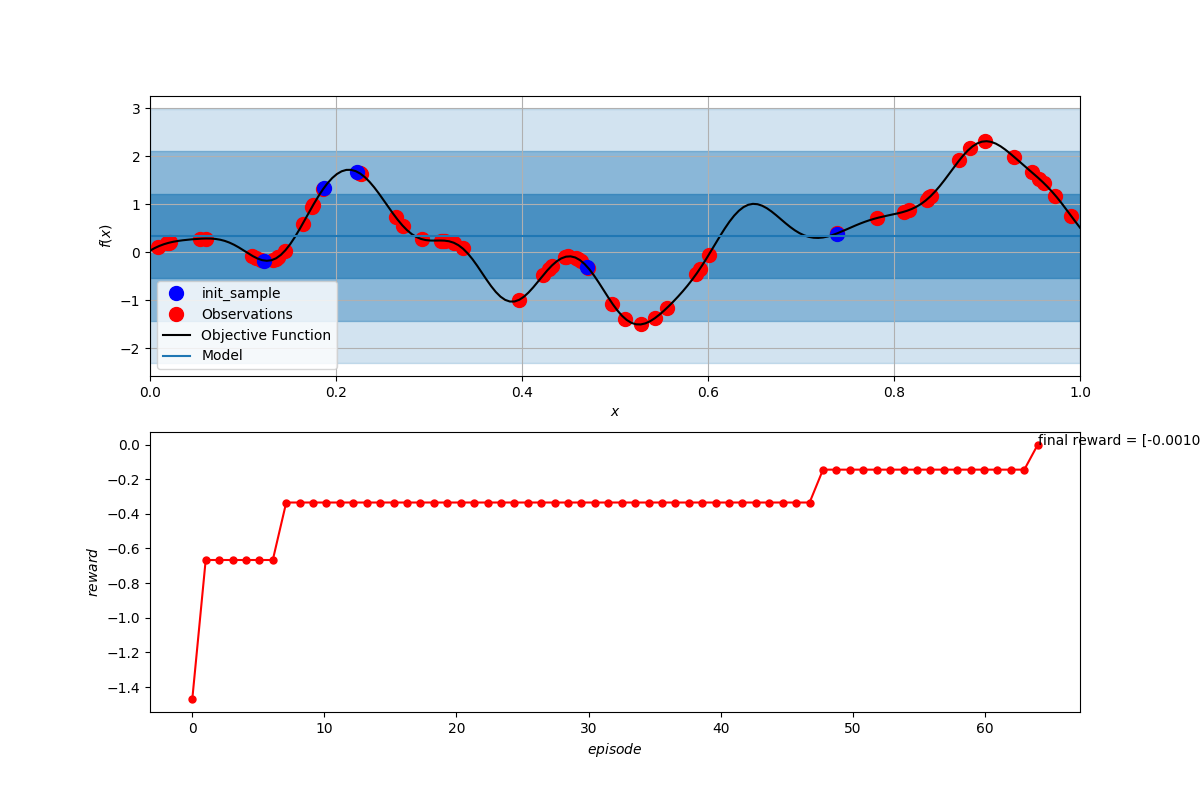 3
2
1
0
−1
−2
f(x)
init_sample
Observations
Objective Function
Model
0.0 0.2 0.4 0.6 0.8 1.0
x
final reward = [-0.0010
0.0
−0.2
−0.4
−0.6
−0.8
−1.0
−1.2
−1.4
reward
0 10 20 30 40 50 60
episode